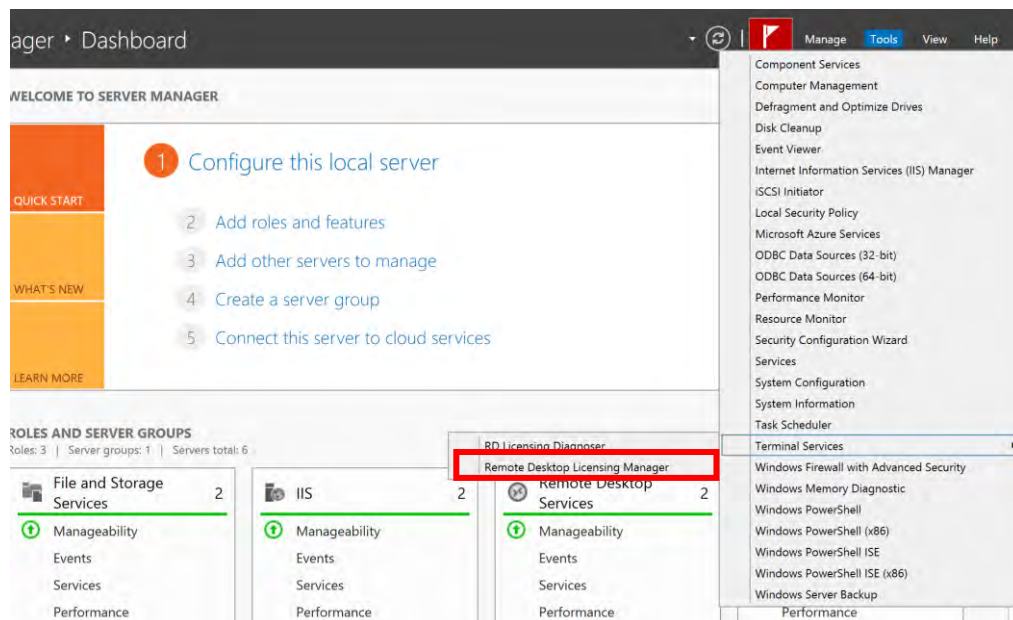 ager ‣ Dashboard
Manage Tools View Help
WELCOME TO SERVER MANAGER
QUICK START
WHAT'S NEW
LEARN MORE
1 Configure this local server
2 Add roles and features
3 Add other servers to manage
4 Create a server group
5 Connect this server to cloud services
Component Services
Computer Management
Defragment and Optimize Drives
Disk Cleanup
Event Viewer
Internet Information Services (IIS) Manager
iSCSI Initiator
Local Security Policy
Microsoft Azure Services
ODBC Data Sources (32-bit)
ODBC Data Sources (64-bit)
Performance Monitor
Resource Monitor
Security Configuration Wizard
Services
System Configuration
System Information
Task Scheduler
Terminal Services
Windows Firewall with Advanced Security
Windows Memory Diagnostic
Windows PowerShell
Windows PowerShell (x86)
Windows PowerShell ISE
Windows PowerShell ISE (x86)
Windows Server Backup
RD Licensing Diagnoser
Remote Desktop Licensing Manager
ROLES AND SERVER GROUPS
Roles: 3 | Server groups: 1 | Servers total: 6
File and Storage
Services
2
Manageability
Events
Services
Performance
IIS 2
Manageability
Events
Services
Performance
Remote Desktop
Services
2
Manageability
Events
Services
Performance
Performance